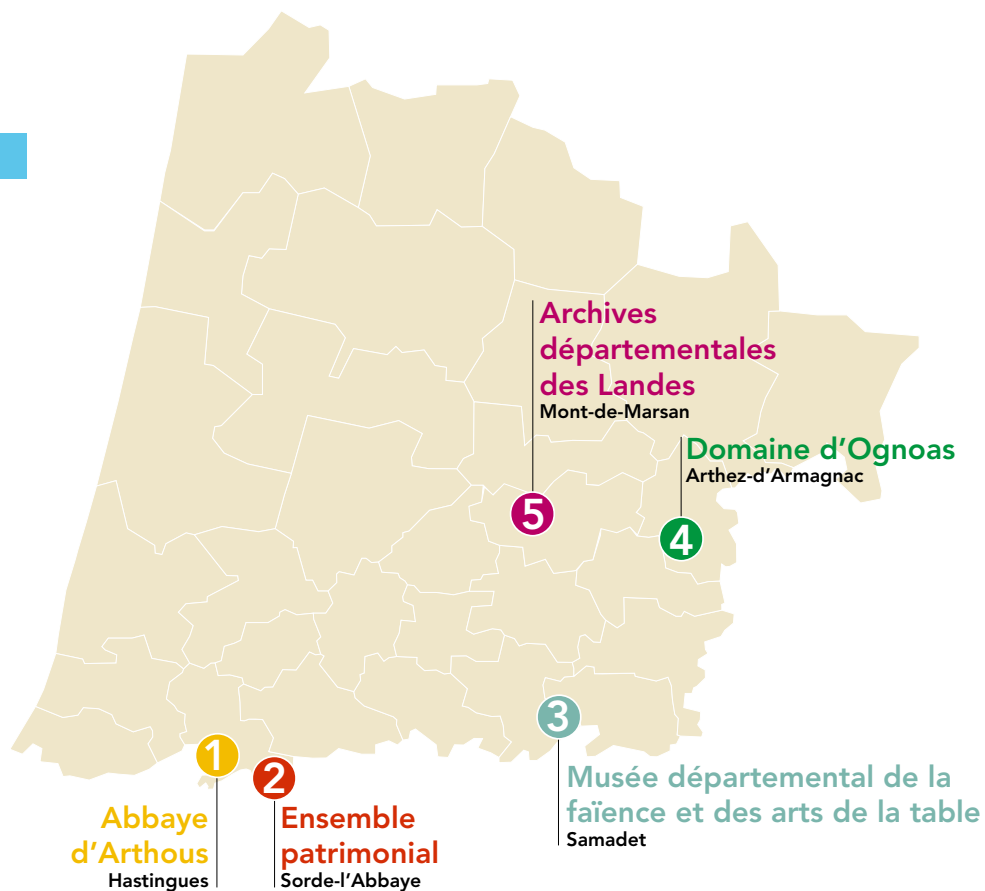 Archives
départementales
des Landes
Mont-de-Marsan
5
Domaine d'Ognoas
Arthez-d'Armagnac
4
3
Musée départemental de la
faïence et des arts de la table
Samadet
1
Abbaye
d'Arthous
Hastingues
2
Ensemble
patrimonial
Sorde-l'Abbaye